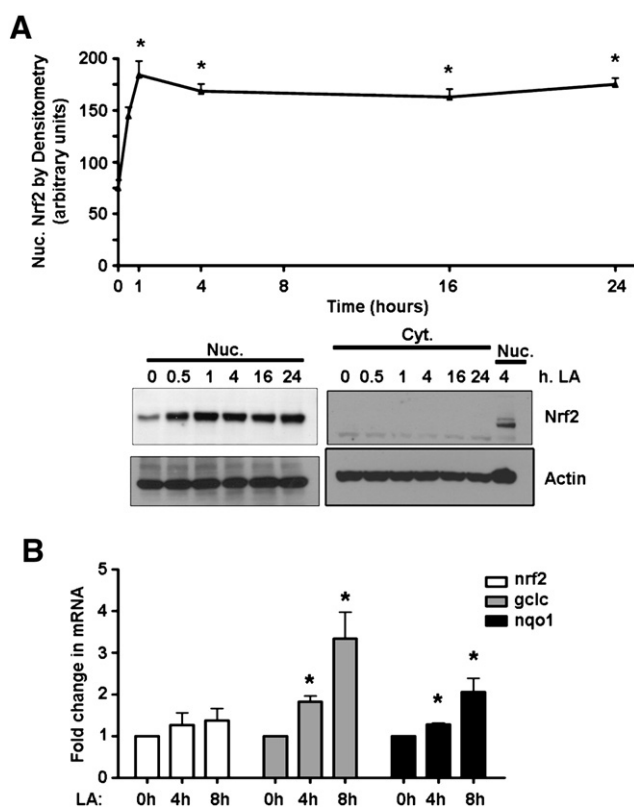 A
Nuc. Nrf2 by Densitometry
(arbitrary units)
200
150
100
50
0
* * * *
0 1 4 8 16 24
Time (hours)
Nuc. Cyt. Nuc.
0 0.5 1 4 16 24 0 0.5 1 4 16 24 4 h. LA
Nrf2
Actin
B
Fold change in mRNA
5
4
3
2
1
0
nrf2
gclc
nqo1
* * * *
LA: 0h 4h 8h 0h 4h 8h 0h 4h 8h